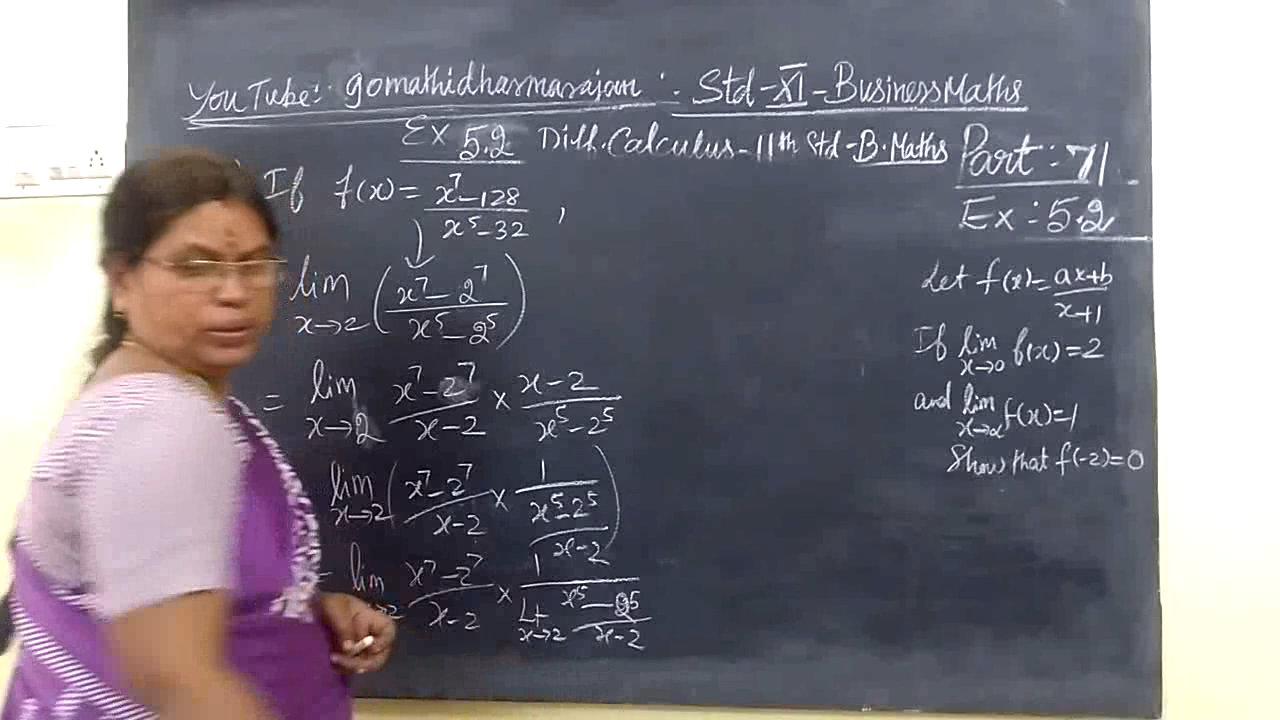 YouTube: gomathidharmarajan : Std-XI-Business Maths
Ex 5.2 Diff.Calculus-11th Std-B.Maths
Part:71
Ex:5.2
If f(x) = x⁷-128 / x⁵-32 ,
lim x→2 (x⁷-2⁷ / x⁵-2⁵)
= lim x→2 x⁷-2⁷ / x-2 × x-2 / x⁵-2⁵
lim x→2 (x⁷-2⁷ / x-2 × 1 / x⁵-2⁵ / x-2)
= lim x⁷-2⁷ / x-2 × 1 / Lt x→2 x⁵-2⁵ / x-2
Let f(x)= ax+b / x+1
If lim x→0 f(x)=2
and lim x→α f(x)=1
Show that f(-2)=0